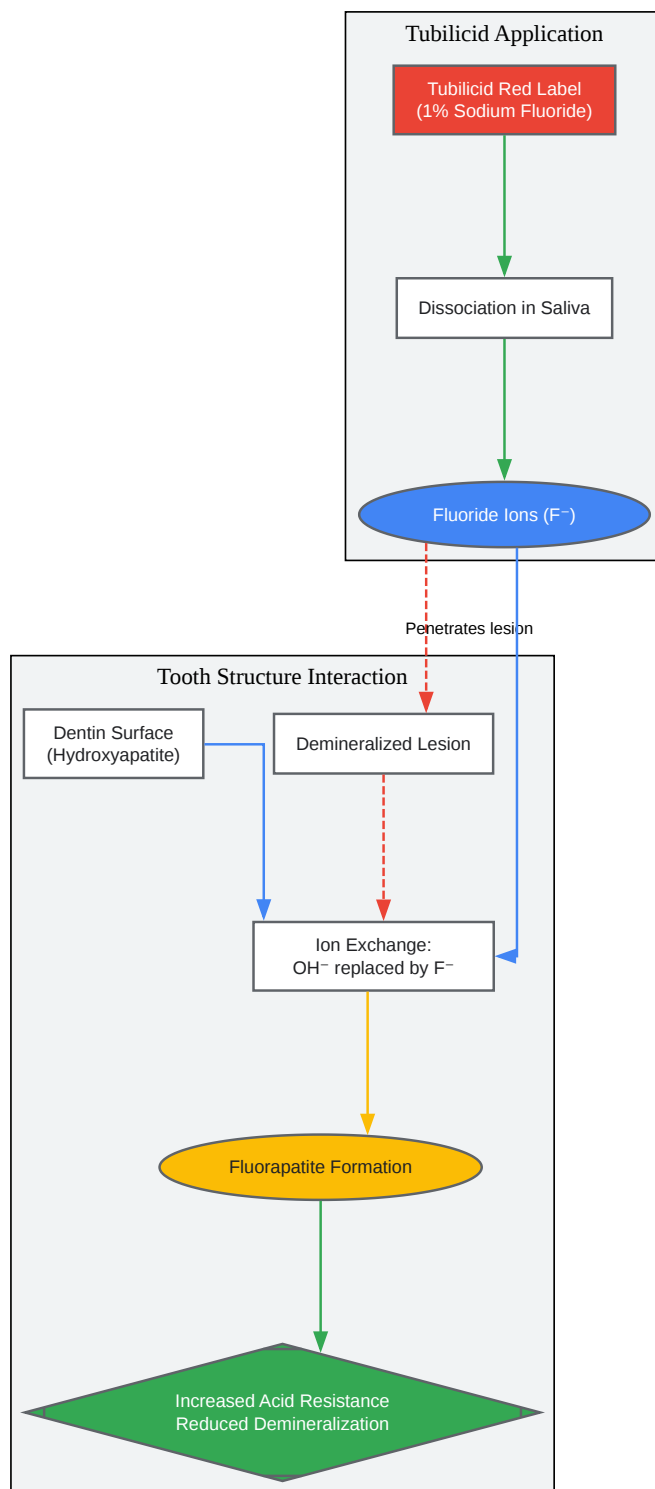 Tubilicid Application
Tubilicid Red Label
(1% Sodium Fluoride)
Dissociation in Saliva
Fluoride Ions (F⁻)
Penetrates lesion
Tooth Structure Interaction
Dentin Surface
(Hydroxyapatite)
Demineralized Lesion
Ion Exchange:
OH⁻ replaced by F⁻
Fluorapatite Formation
Increased Acid Resistance
Reduced Demineralization